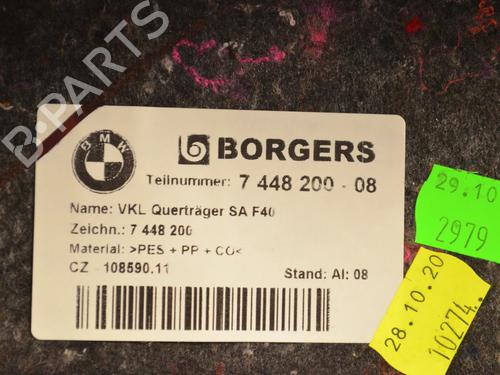 B-PARTS
BMW
BORGERS
Teilnummer: 7 448 200 - 08
Name: VKL Querträger SA F40
Zeichn.: 7 448 200
Material: >PES + PP + CO<
CZ - 108590.11
Stand: AI: 08
29.10
2979
28.10.20
10274